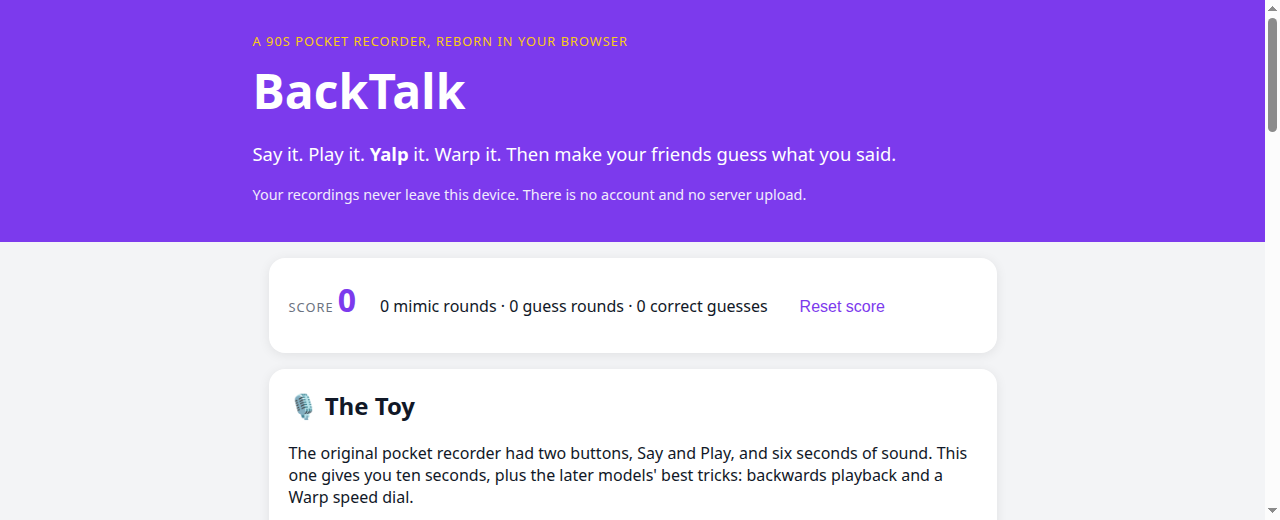 A 90S POCKET RECORDER, REBORN IN YOUR BROWSER
BackTalk
Say it. Play it. Yalp it. Warp it. Then make your friends guess what you said.
Your recordings never leave this device. There is no account and no server upload.
SCORE 0 0 mimic rounds · 0 guess rounds · 0 correct guesses Reset score
🎙️ The Toy
The original pocket recorder had two buttons, Say and Play, and six seconds of sound. This
one gives you ten seconds, plus the later models' best tricks: backwards playback and a
Warp speed dial.